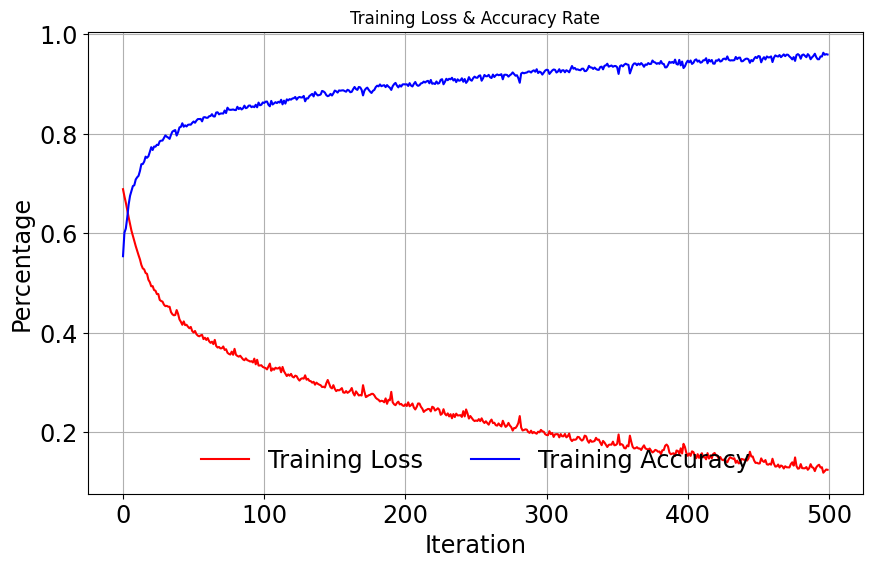 Training Loss & Accuracy Rate
1.0
0.8
0.6
0.4
0.2
Percentage
Training Loss Training Accuracy
0 100 200 300 400 500
Iteration